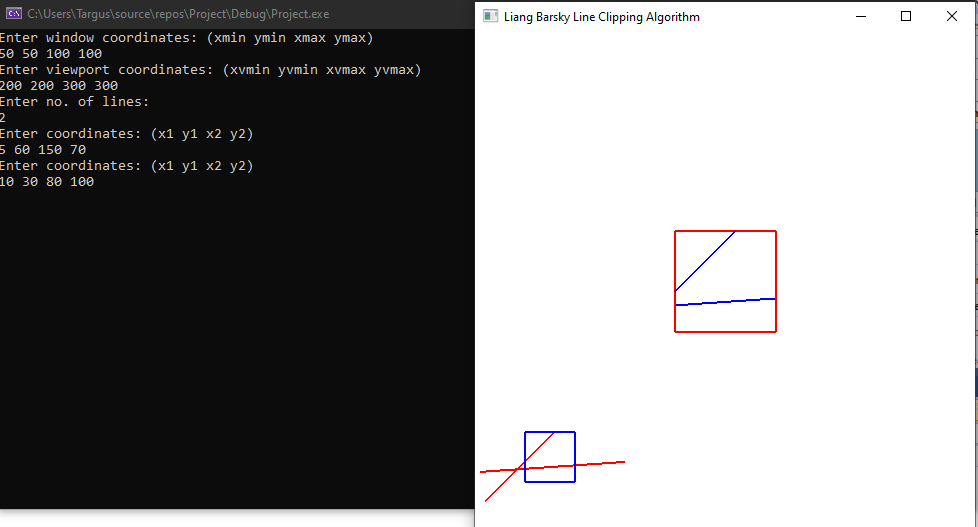 C:\Users\Targus\source\repos\Project\Debug\Project.exe
Enter window coordinates: (xmin ymin xmax ymax)
50 50 100 100
Enter viewport coordinates: (xvmin yvmin xvmax yvmax)
200 200 300 300
Enter no. of lines:
2
Enter coordinates: (x1 y1 x2 y2)
5 60 150 70
Enter coordinates: (x1 y1 x2 y2)
10 30 80 100
Liang Barsky Line Clipping Algorithm